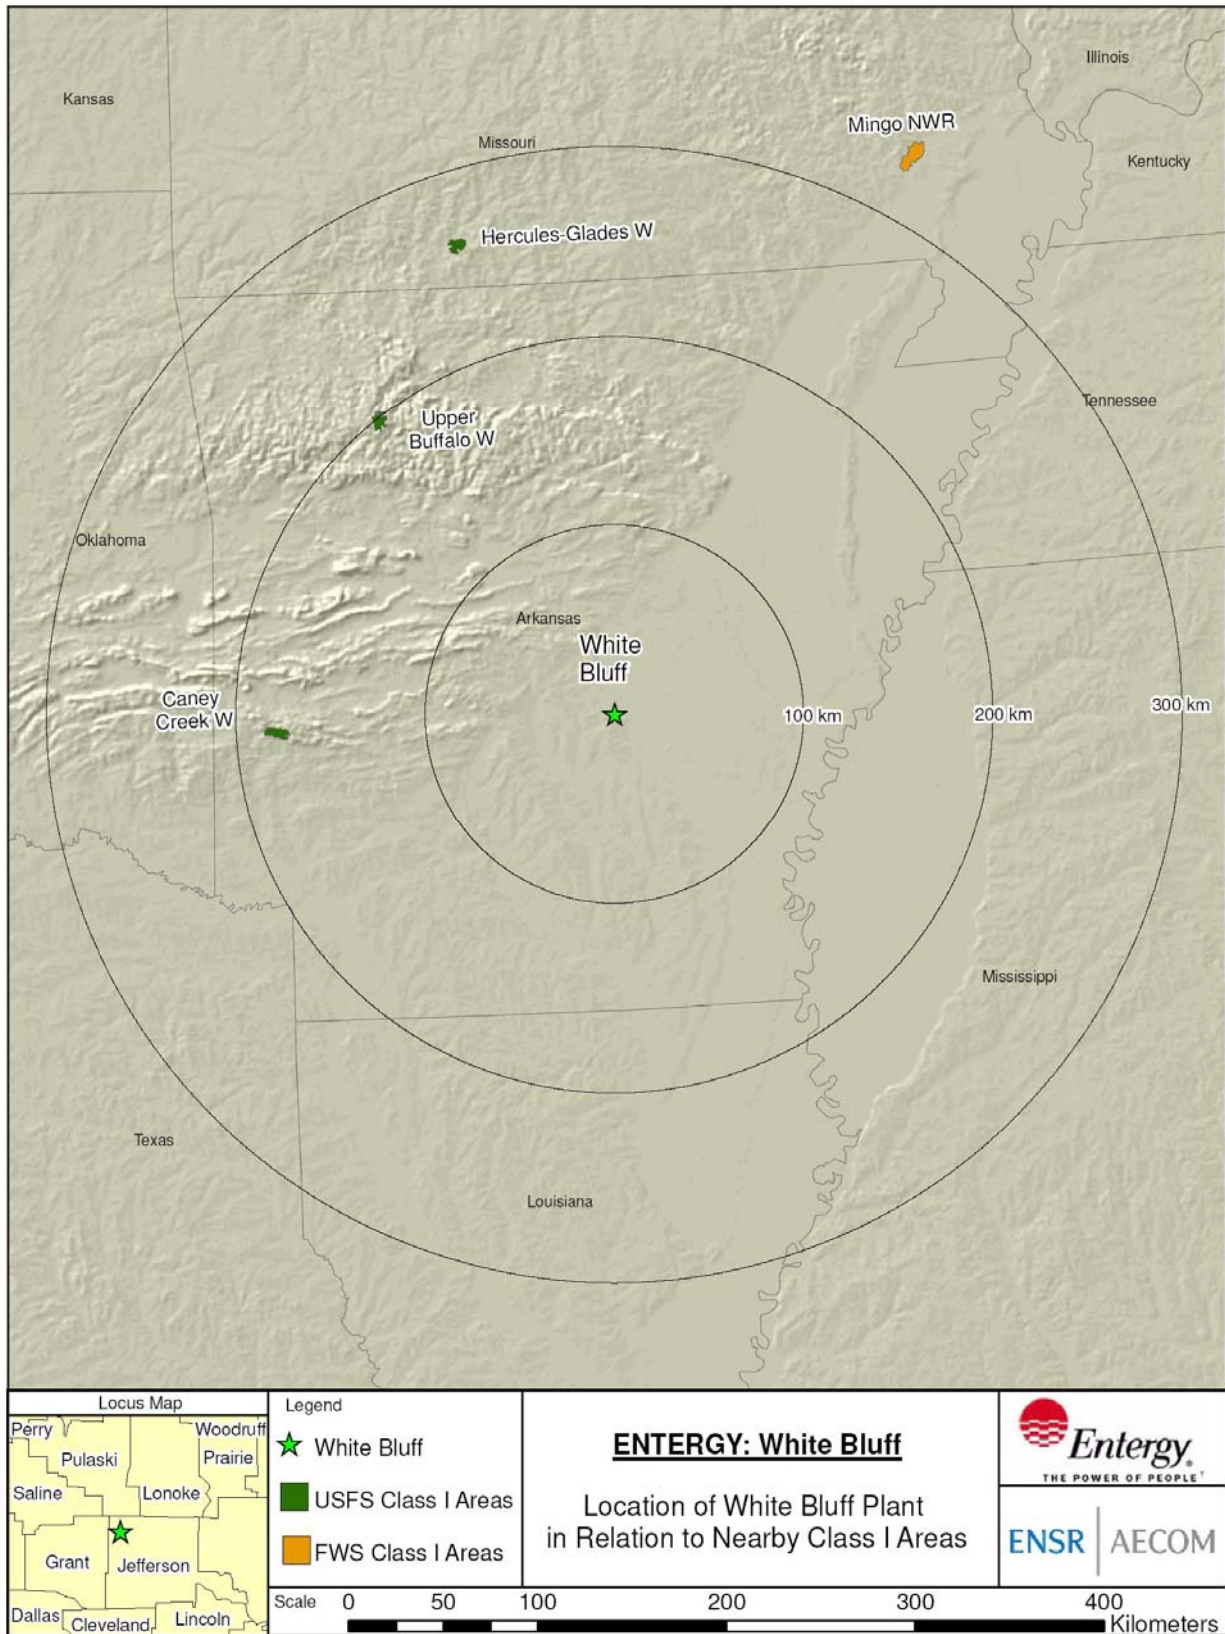 Illinois
Kansas
Mingo NWR
Missouri
Kentucky
Hercules-Glades W
Tennessee
Upper
Buffalo W
Oklahoma
Arkansas
White
Bluff
Caney
Creek W
100 km
200 km
300 km
Mississippi
Texas
Louisiana
Locus Map
Perry
Woodruff
Pulaski
Prairie
Saline
Lonoke
Grant
Jefferson
Dallas
Cleveland
Lincoln
Legend
White Bluff
USFS Class I Areas
FWS Class I Areas
ENTERGY: White Bluff
Location of White Bluff Plant
in Relation to Nearby Class I Areas
Entergy®
THE POWER OF PEOPLE
ENSR | AECOM
Scale 0 50 100 200 300 400
Kilometers